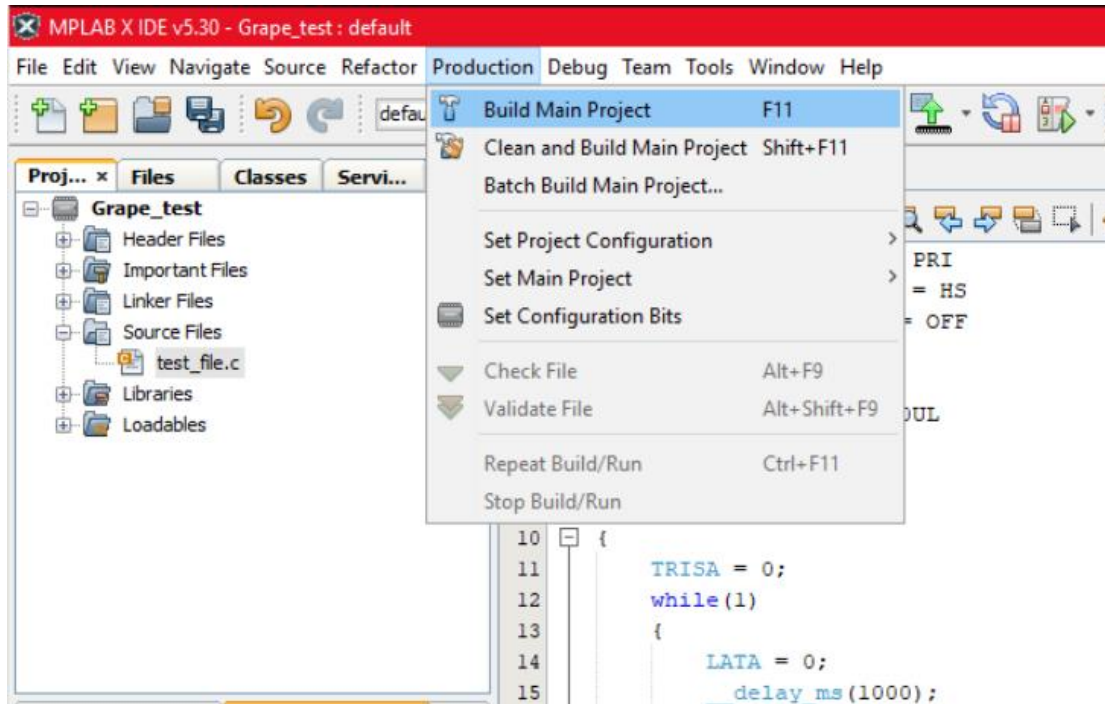 MPLAB X IDE v5.30 - Grape_test : default
File Edit View Navigate Source Refactor Production Debug Team Tools Window Help
defau
Build Main Project F11
Clean and Build Main Project Shift+F11
Batch Build Main Project...
Set Project Configuration
Set Main Project
Set Configuration Bits
Check File Alt+F9
Validate File Alt+Shift+F9
Repeat Build/Run Ctrl+F11
Stop Build/Run
Proj... × Files Classes Servi...
Grape_test
Header Files
Important Files
Linker Files
Source Files
test_file.c
Libraries
Loadables
PRI
= HS
= OFF
OUL
10 {
11 TRISA = 0;
12 while(1)
13 {
14 LATA = 0;
15 __delay_ms(1000);